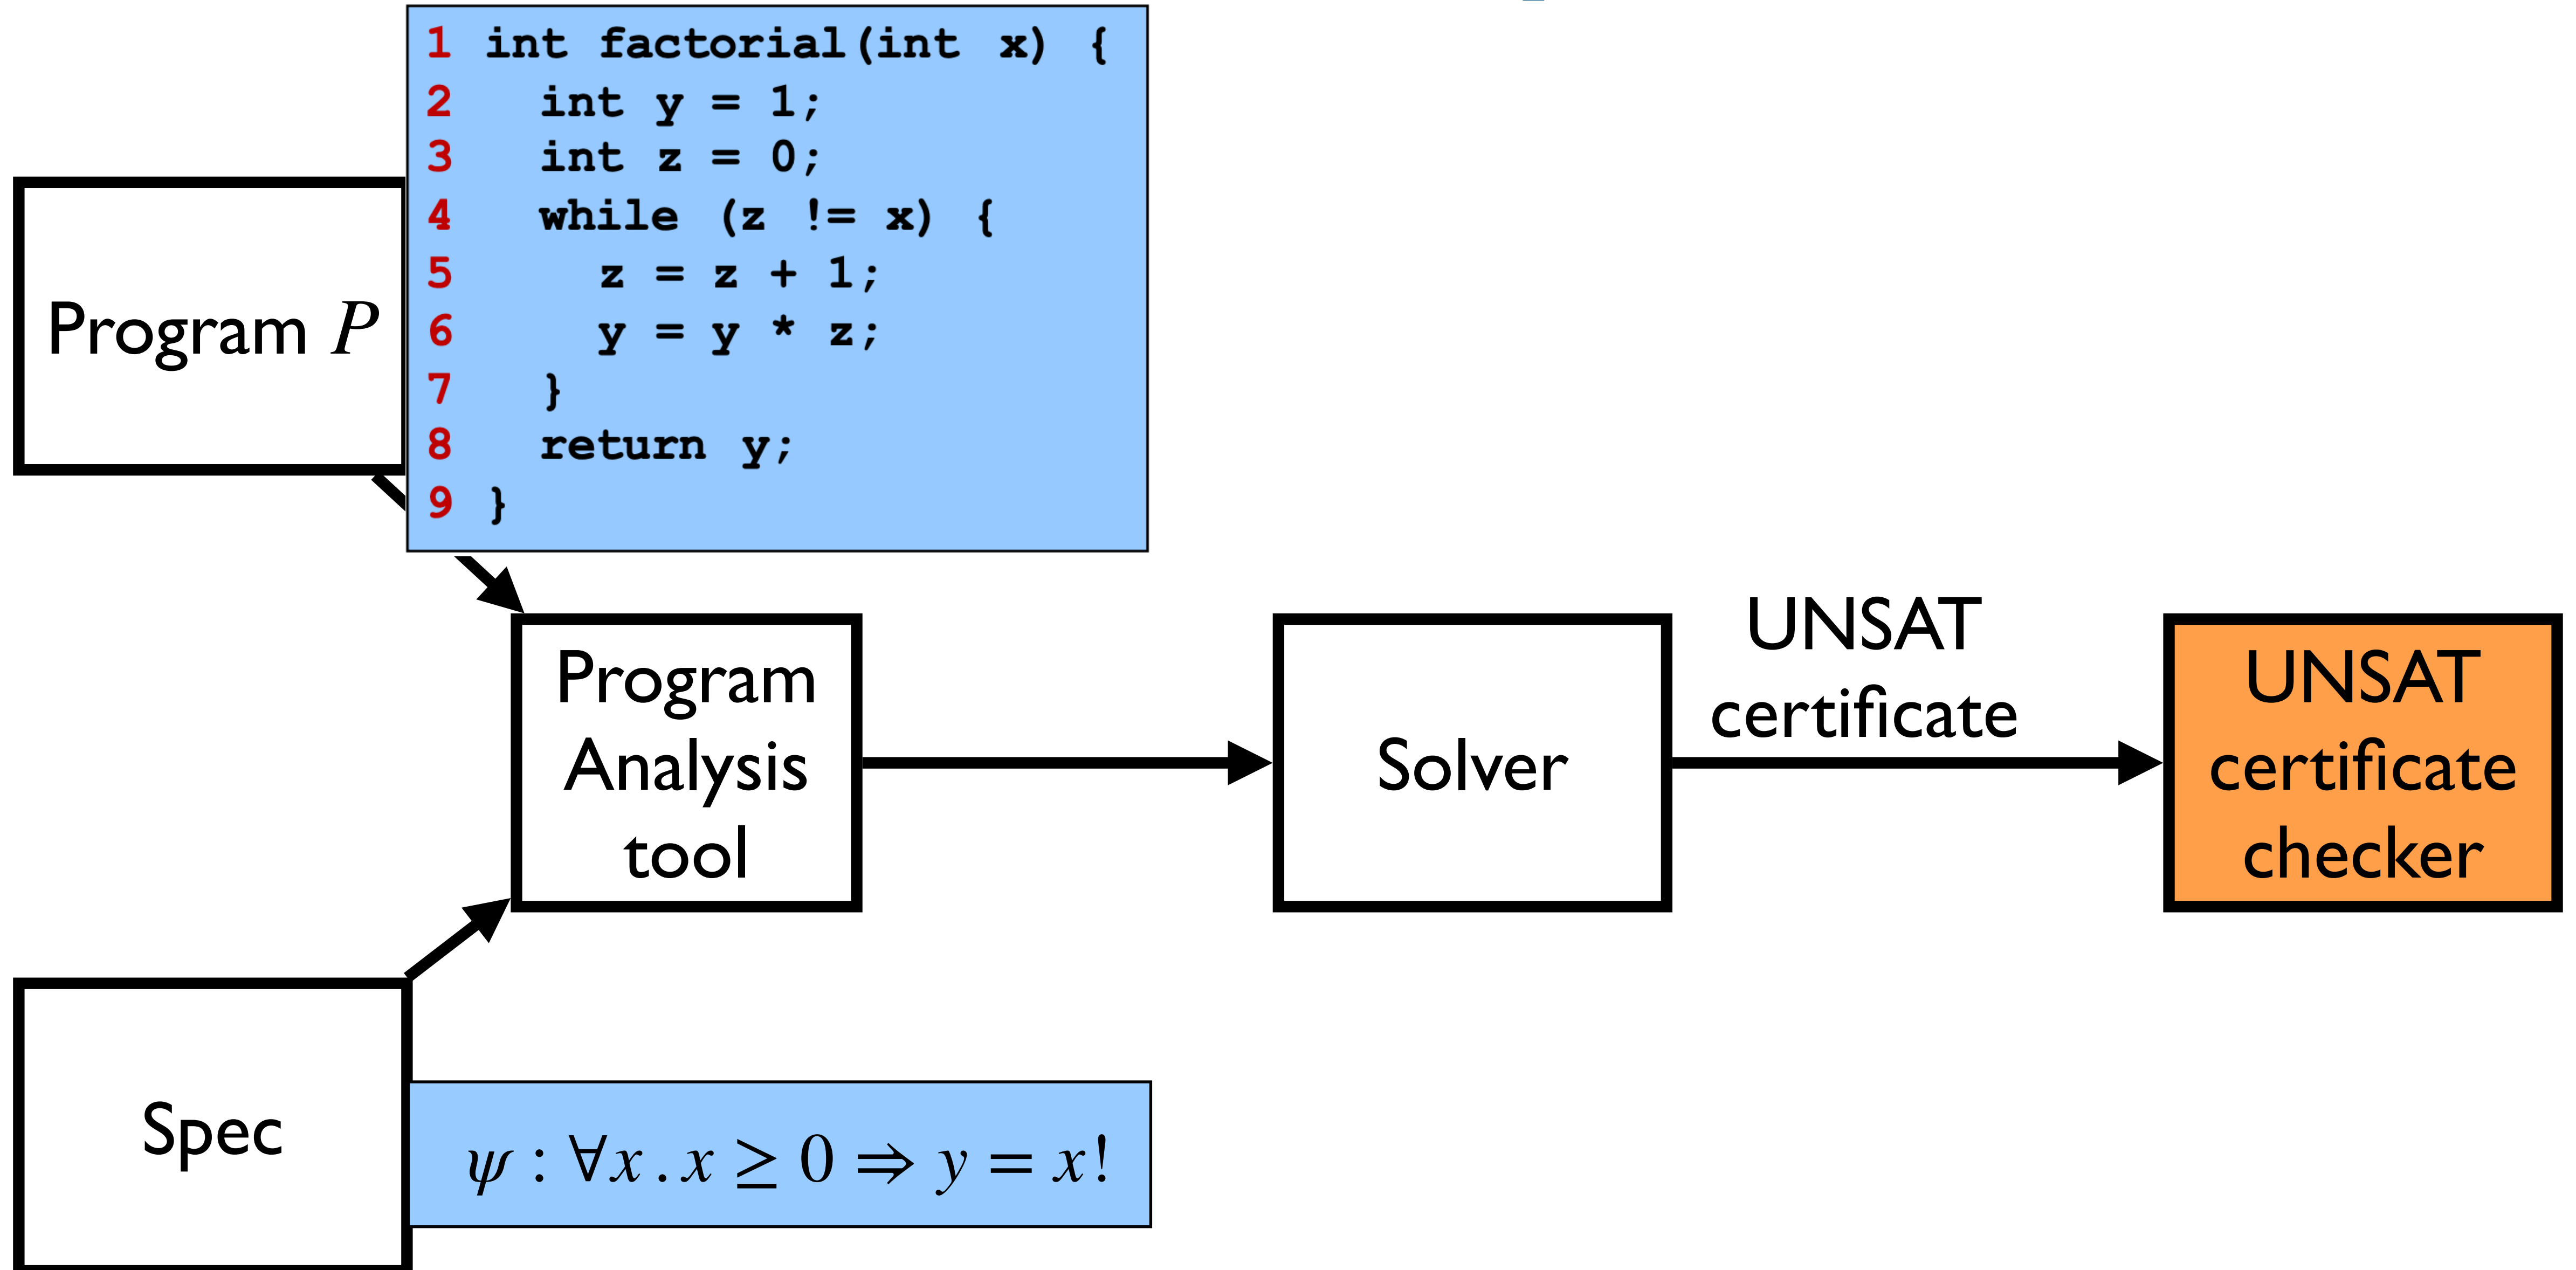 1 int factorial(int x) {
2   int y = 1;
3   int z = 0;
4   while (z != x) {
5     z = z + 1;
6     y = y * z;
7   }
8   return y;
9 }
Program P
Program
Analysis
tool
Solver
UNSAT
certificate
UNSAT
certificate
checker
Spec
ψ : ∀x . x ≥ 0 ⇒ y = x!